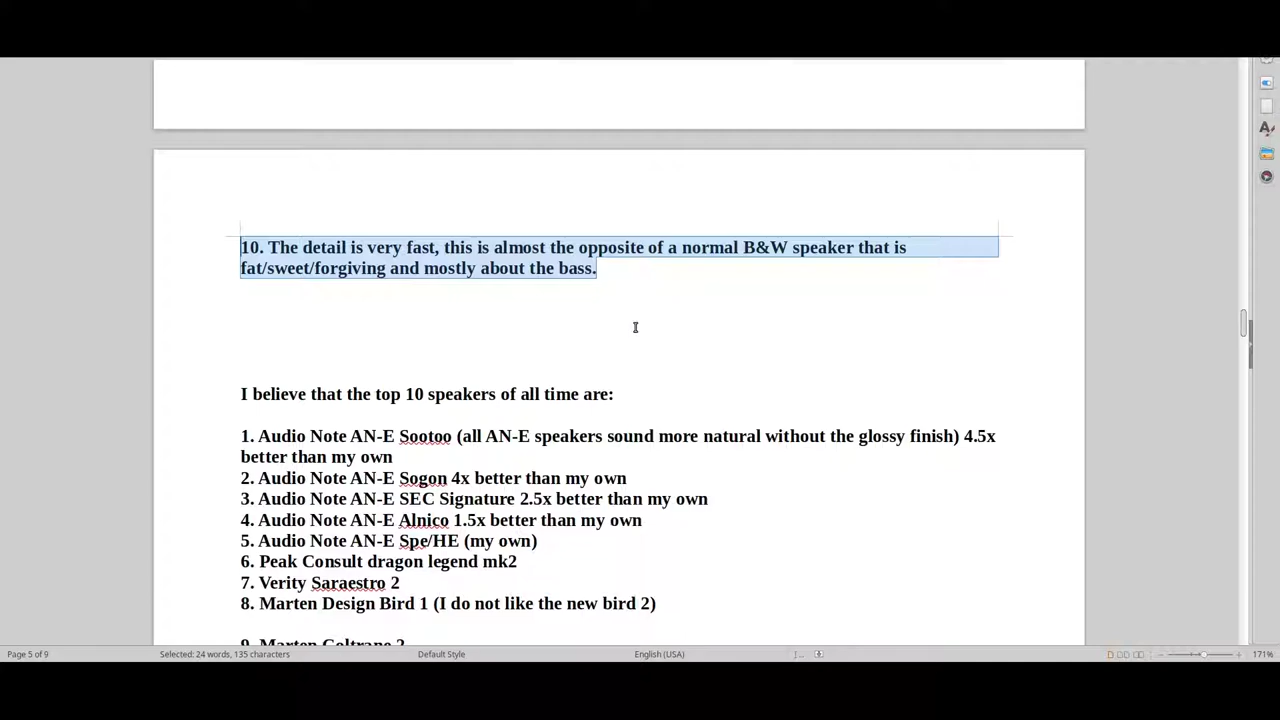 10. The detail is very fast, this is almost the opposite of a normal B&W speaker that is
fat/sweet/forgiving and mostly about the bass.
I believe that the top 10 speakers of all time are:
1. Audio Note AN-E Sootoo (all AN-E speakers sound more natural without the glossy finish) 4.5x
better than my own
2. Audio Note AN-E Sogon 4x better than my own
3. Audio Note AN-E SEC Signature 2.5x better than my own
4. Audio Note AN-E Alnico 1.5x better than my own
5. Audio Note AN-E Spe/HE (my own)
6. Peak Consult dragon legend mk2
7. Verity Saraestro 2
8. Marten Design Bird 1 (I do not like the new bird 2)
9. Marten Coltrane 2
Page 5 of 9
Selected: 24 words, 135 characters
Default Style
English (USA)
171%